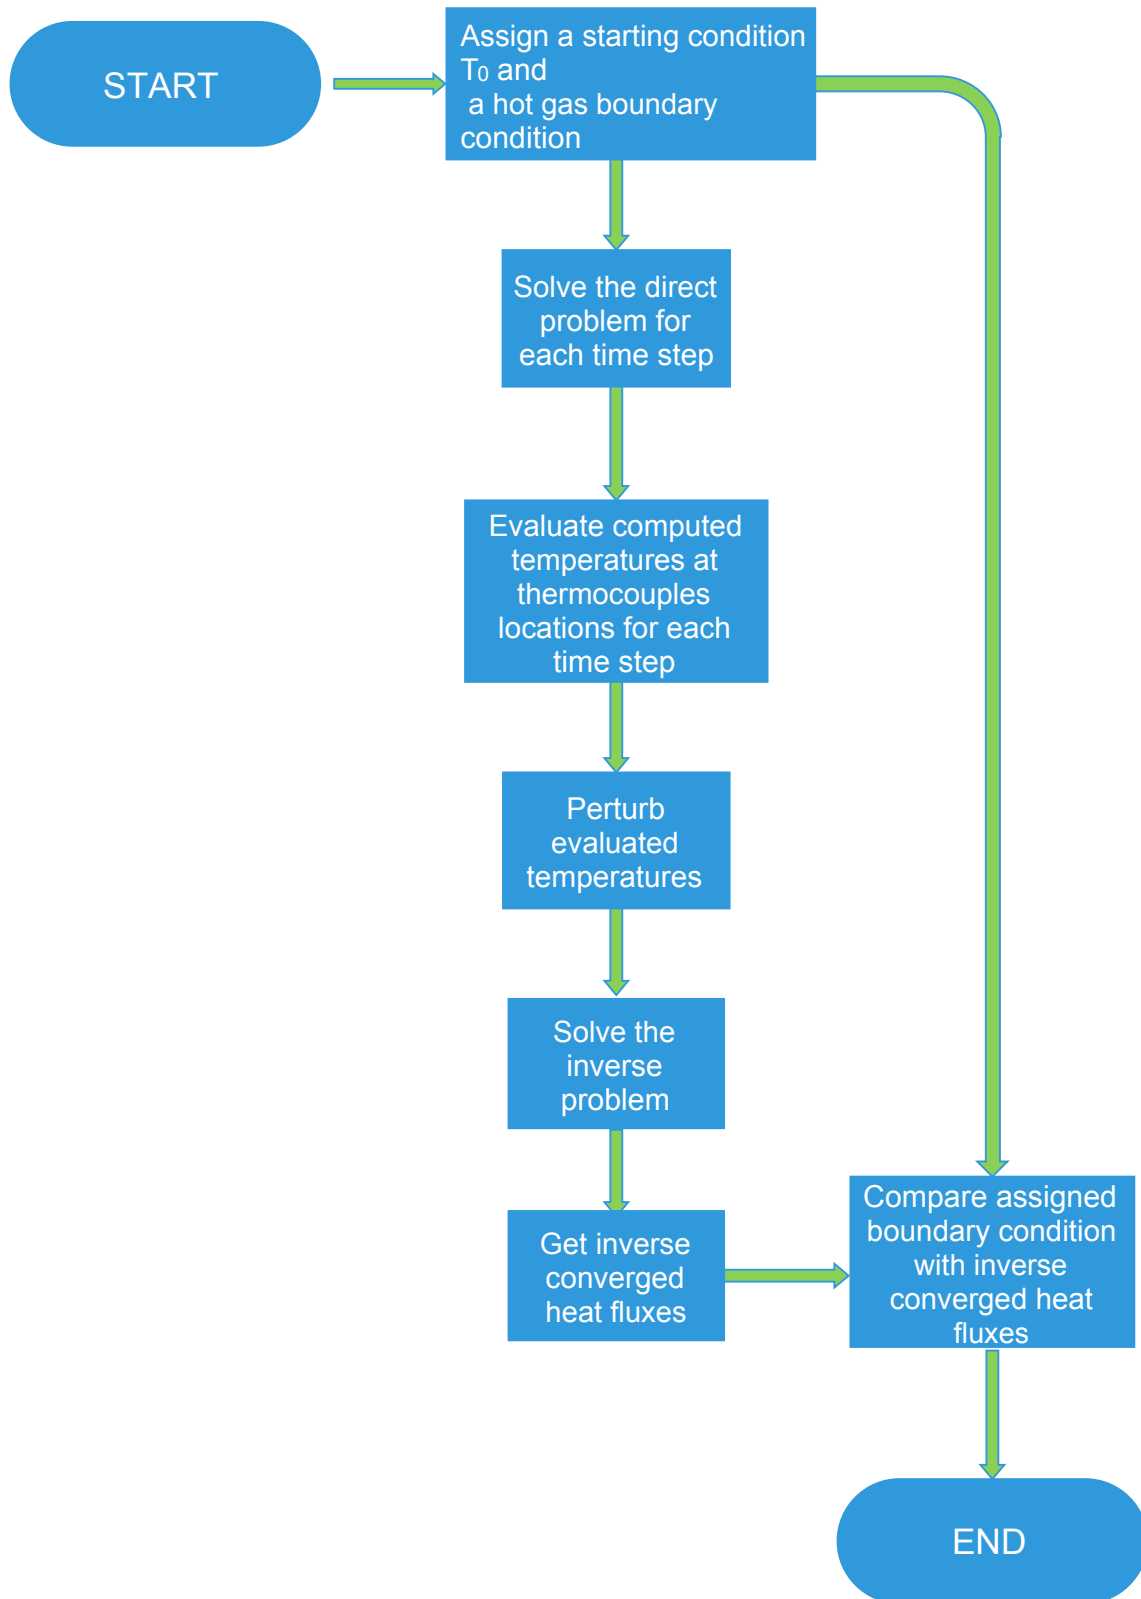 START
Assign a starting condition
T₀ and
a hot gas boundary
condition
Solve the direct
problem for
each time step
Evaluate computed
temperatures at
thermocouples
locations for each
time step
Perturb
evaluated
temperatures
Solve the
inverse
problem
Get inverse
converged
heat fluxes
Compare assigned
boundary condition
with inverse
converged heat
fluxes
END